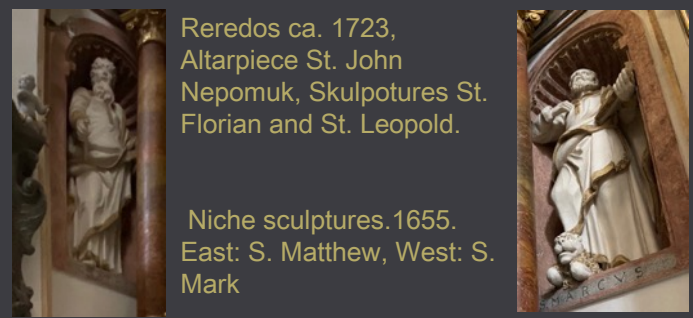 Reredos ca. 1723,
Altarpiece St. John
Nepomuk, Skulpotures St.
Florian and St. Leopold.
Niche sculptures.1655.
East: S. Matthew, West: S.
Mark
MARCVS